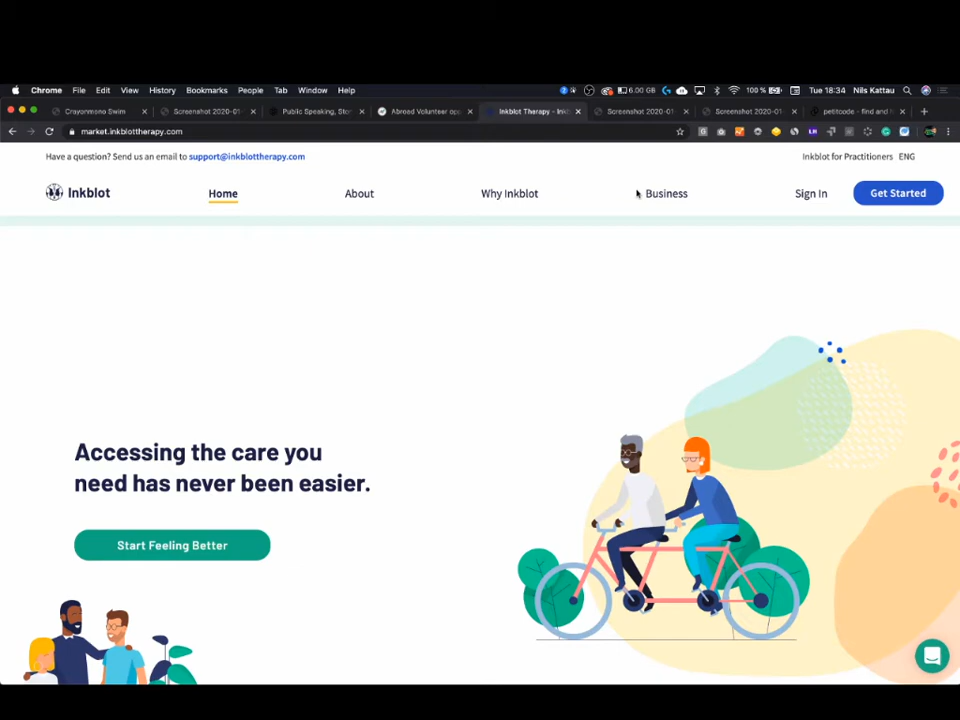 Chrome File Edit View History Bookmarks People Tab Window Help 6.00 GB 100 % Tue 18:34 Nils Kattau
Crayonmono Swim Screenshot 2020-01- Public Speaking, Stor Abroad Volunteer opp Inkblot Therapy – Ink Screenshot 2020-01- Screenshot 2020-01- petitcode - find and
market.inkblottherapy.com
Have a question? Send us an email to support@inkblottherapy.com Inkblot for Practitioners ENG
Inkblot Home About Why Inkblot Business Sign In Get Started
Accessing the care you
need has never been easier.
Start Feeling Better